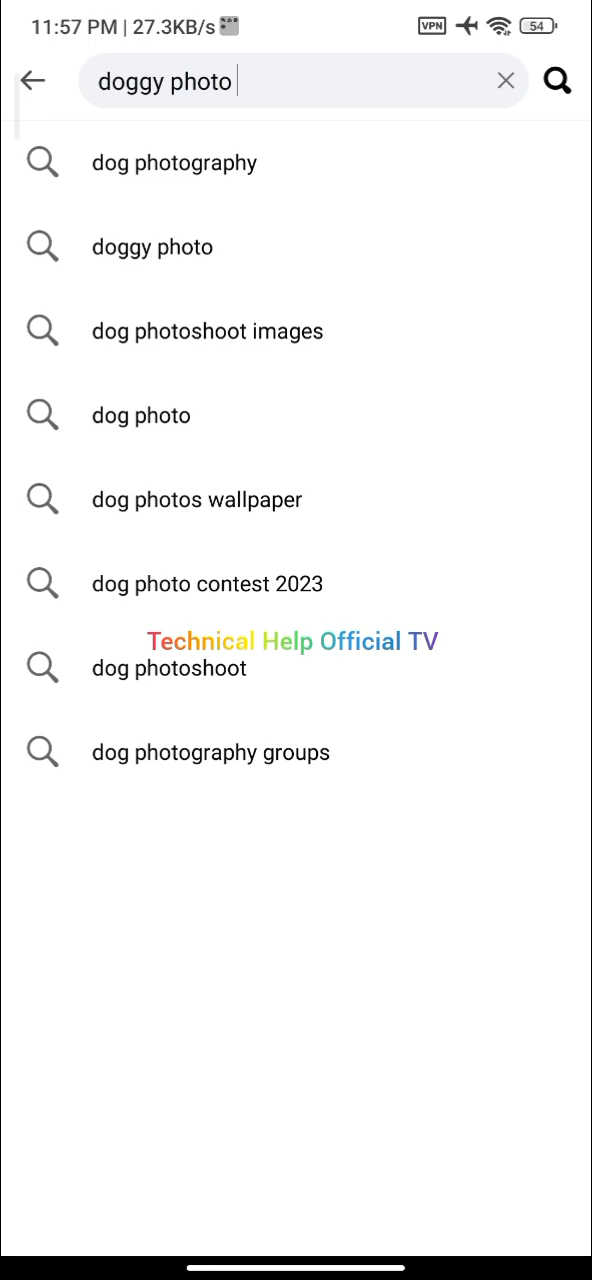 11:57 PM | 27.3KB/s
VPN
54
doggy photo
dog photography
doggy photo
dog photoshoot images
dog photo
dog photos wallpaper
dog photo contest 2023
Technical Help Official TV
dog photoshoot
dog photography groups